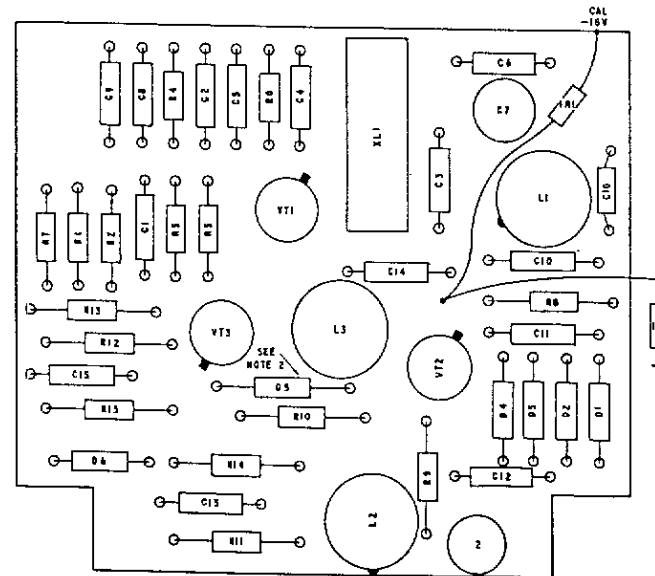 CAL
-16V
C9
C8
R4
C2
C5
R6
C4
XL1
C6
C7
C3
L1
C16
VT1
R7
R1
R2
C1
R3
R5
C10
C14
R8
R13
R12
C15
R15
VT3
L3
C11
VT2
SEE
NOTE 2
D5
R10
D4
D2
D1
D6
R14
R9
C12
C13
L2
R11
2